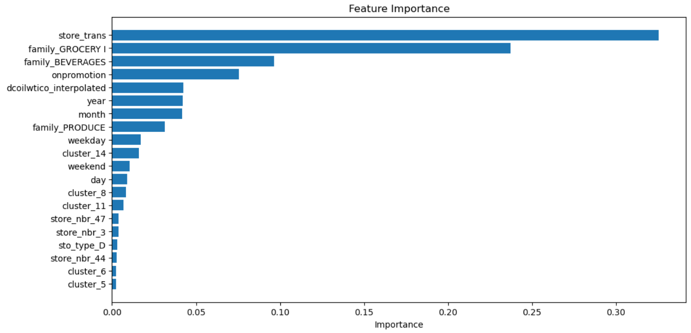 Feature Importance
store_trans
family_GROCERY I
family_BEVERAGES
onpromotion
dcoilwtico_interpolated
year
month
family_PRODUCE
weekday
cluster_14
weekend
day
cluster_8
cluster_11
store_nbr_47
store_nbr_3
sto_type_D
store_nbr_44
cluster_6
cluster_5
0.00 0.05 0.10 0.15 0.20 0.25 0.30
Importance